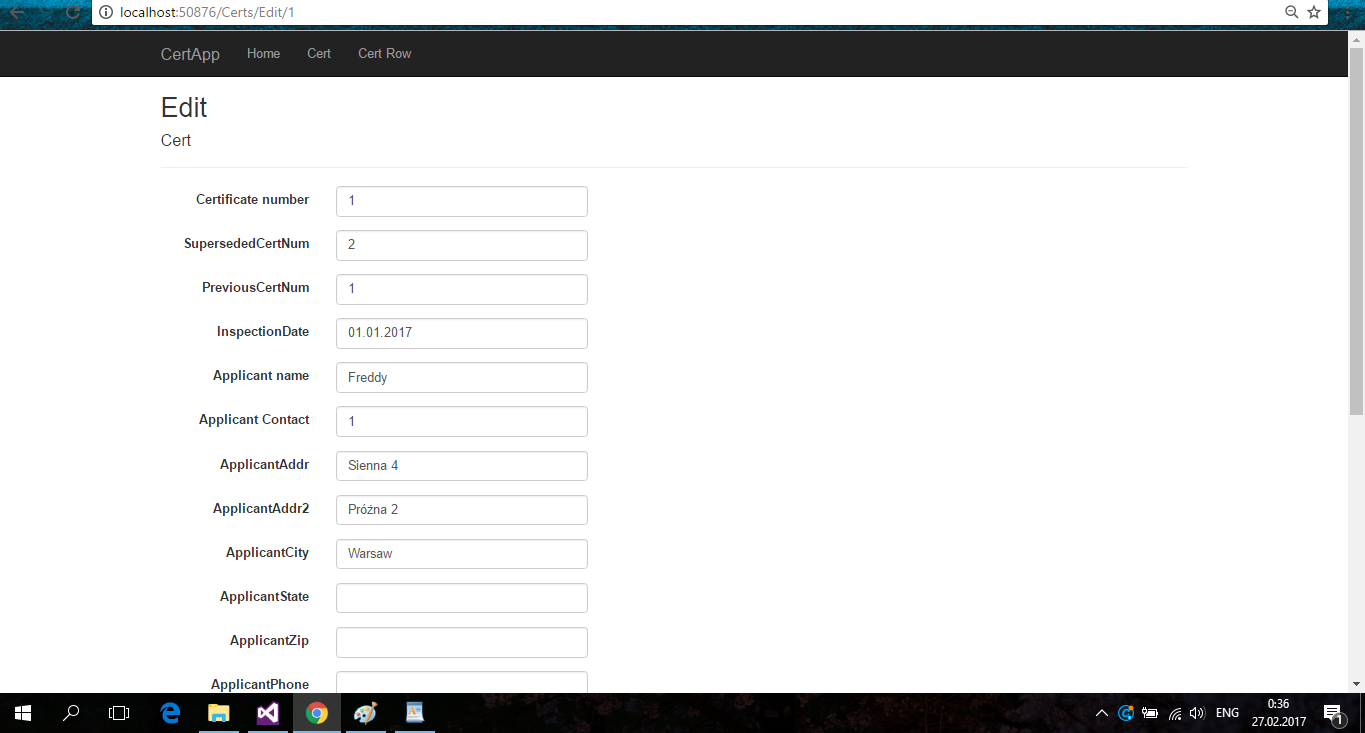 localhost:50876/Certs/Edit/1
CertApp Home Cert Cert Row
Edit
Cert
Certificate number 1
SupersededCertNum 2
PreviousCertNum 1
InspectionDate 01.01.2017
Applicant name Freddy
Applicant Contact 1
ApplicantAddr Sienna 4
ApplicantAddr2 Próżna 2
ApplicantCity Warsaw
ApplicantState
ApplicantZip
ApplicantPhone
ENG 0:36
27.02.2017
1